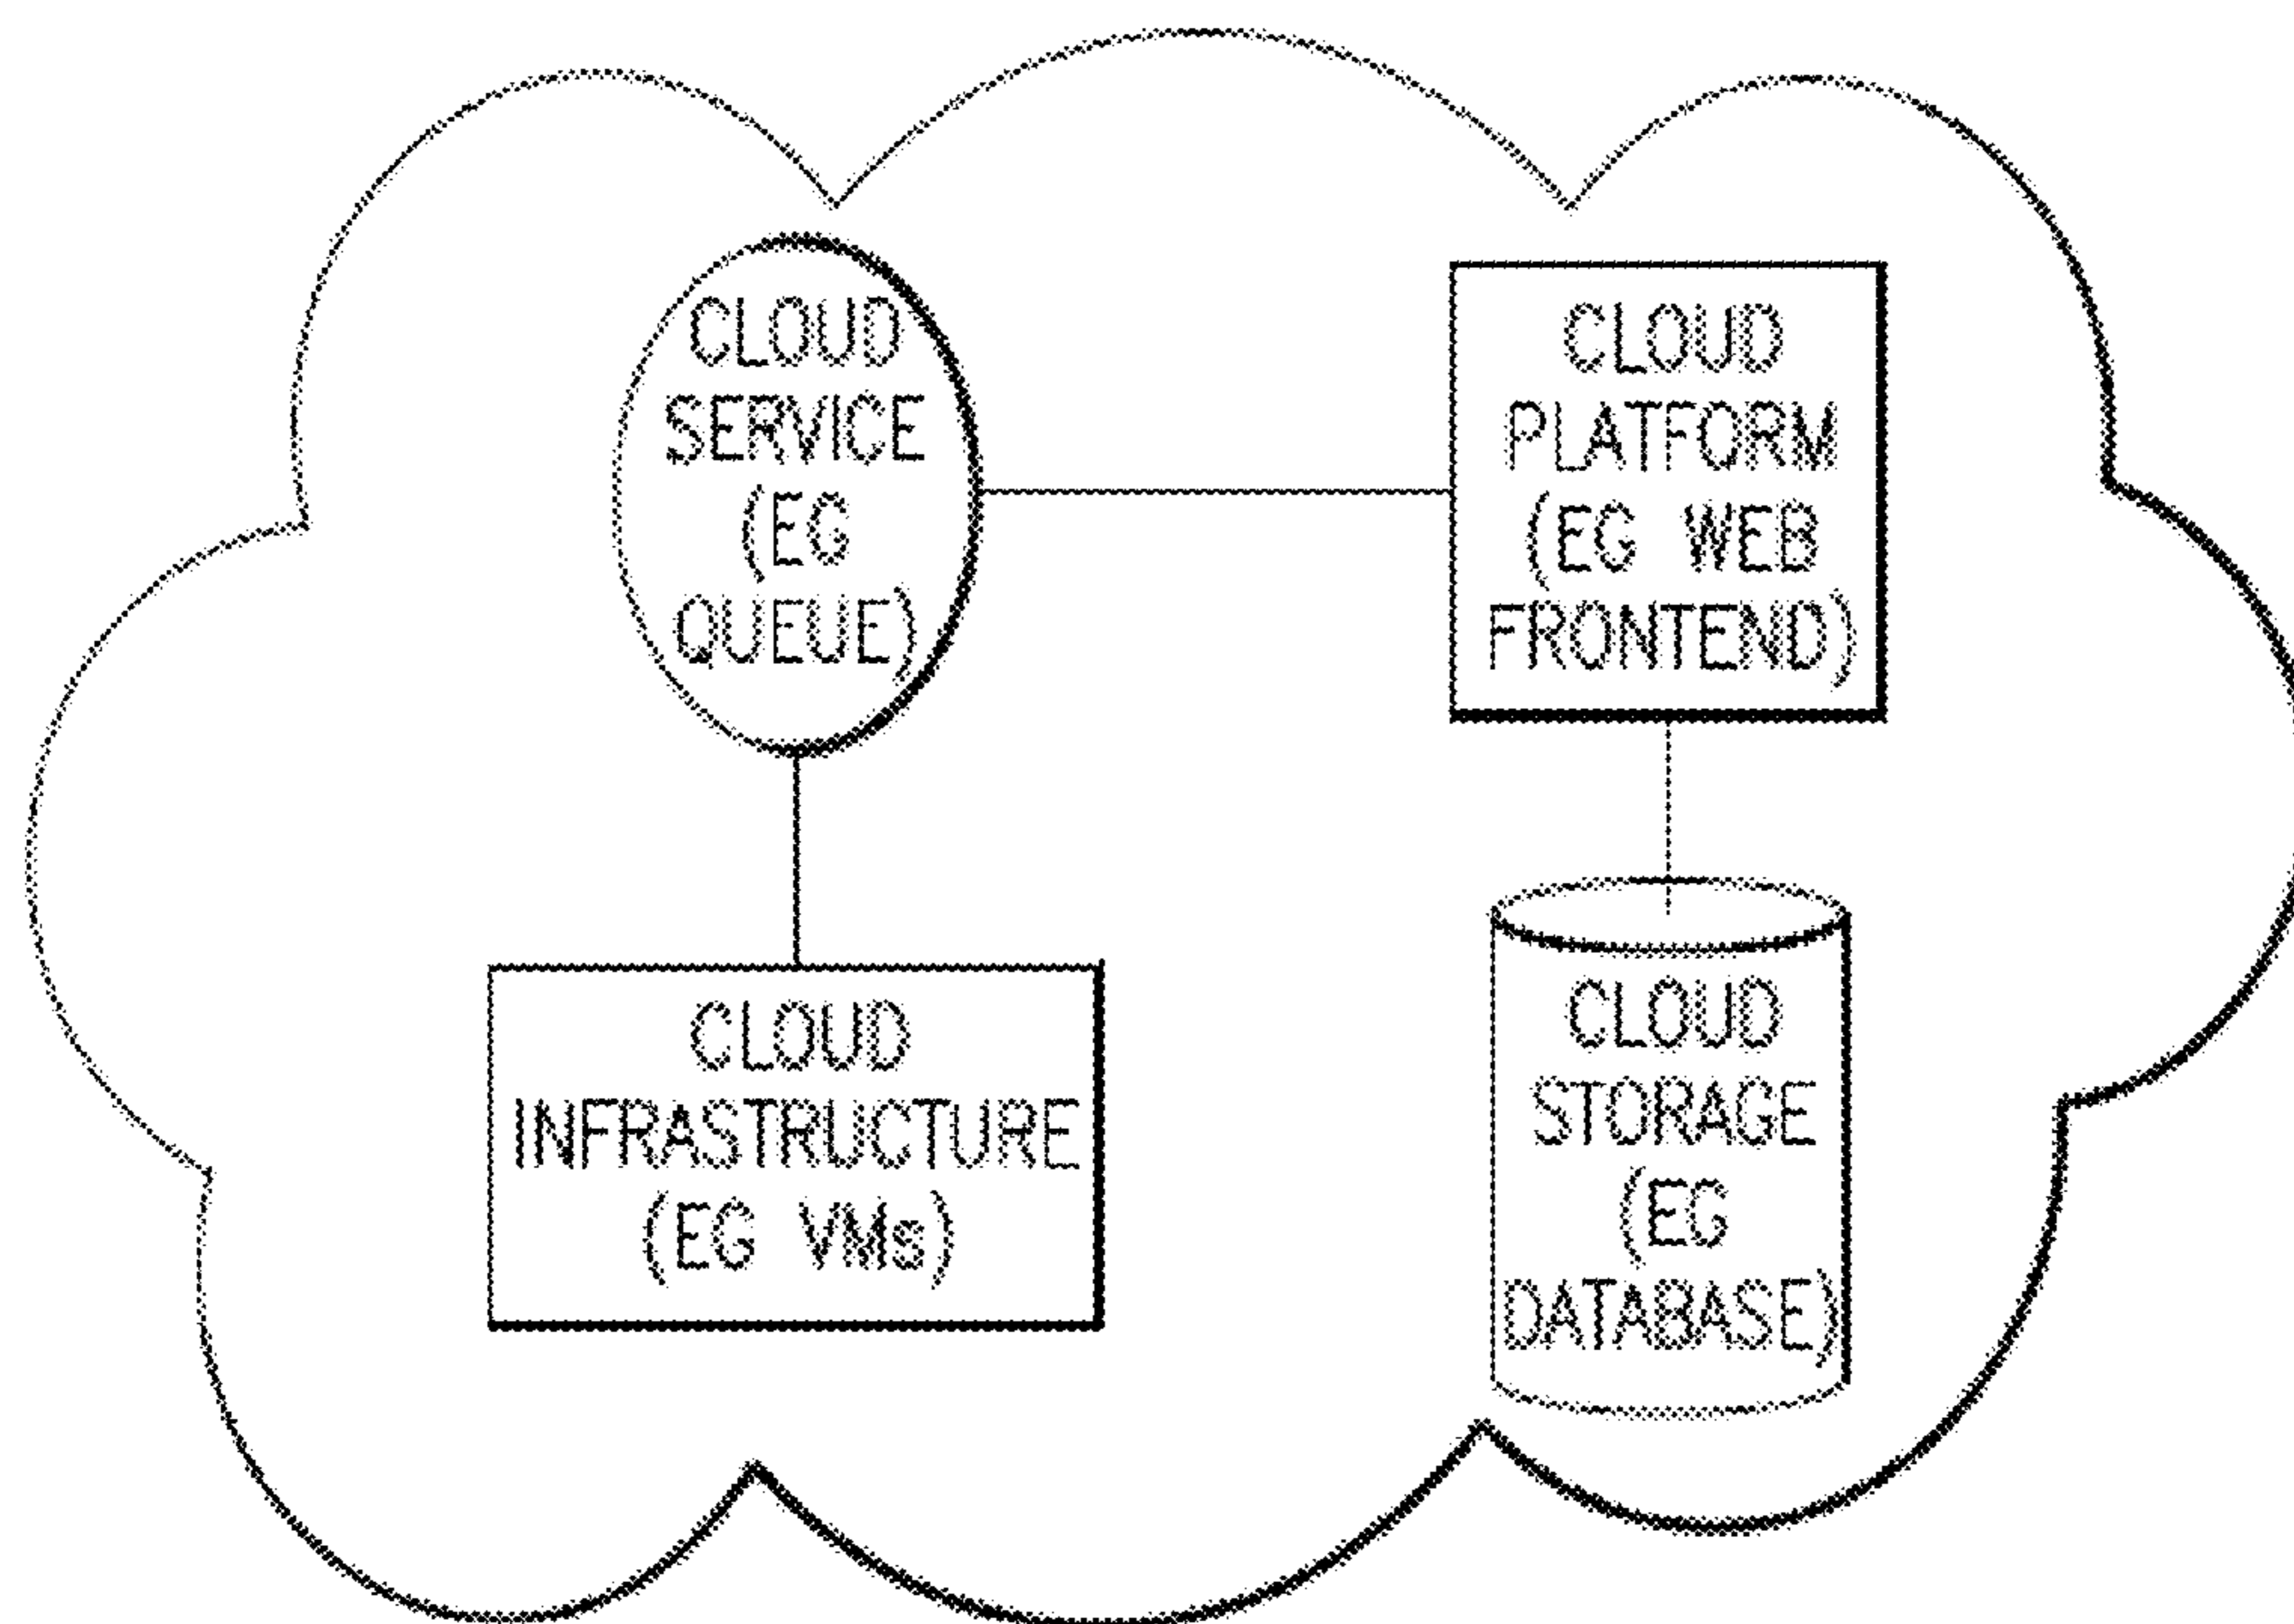 CLOUD
SERVICE
(EG
QUEUE)
CLOUD
PLATFORM
(EG WEB
FRONTEND)
CLOUD
INFRASTRUCTURE
(EG VMs)
CLOUD
STORAGE
(EG
DATABASE)